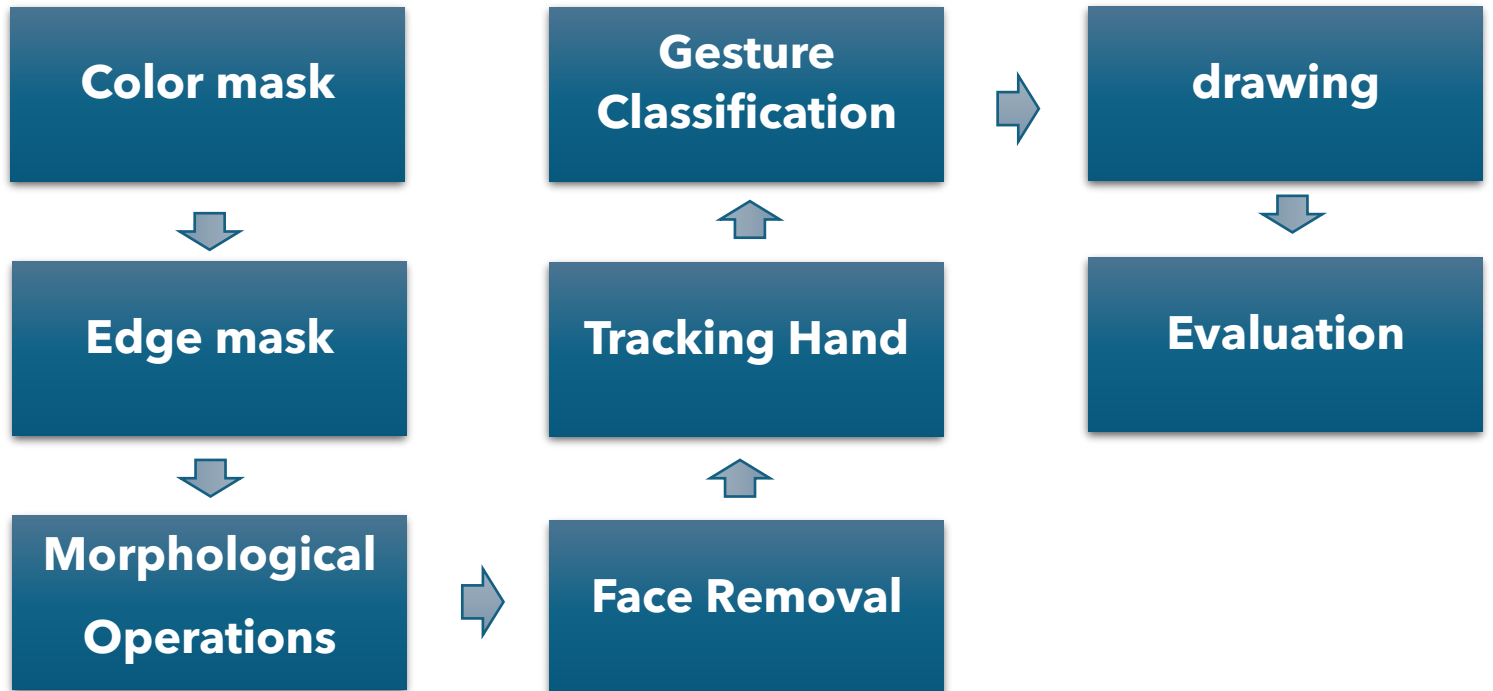 Color mask
Edge mask
Morphological
Operations
Face Removal
Tracking Hand
Gesture
Classification
drawing
Evaluation